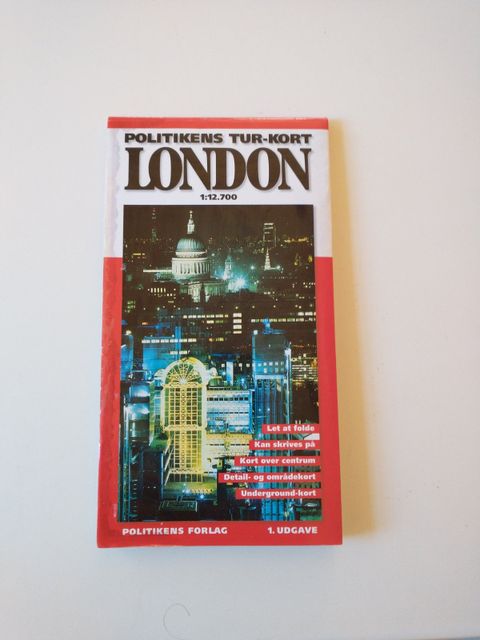 POLITIKENS TUR-KORT
LONDON
1:12.700
Let at folde
Kan skrives på
Kort over centrum
Detail- og områdekort
Underground-kort
POLITIKENS FORLAG 1. UDGAVE